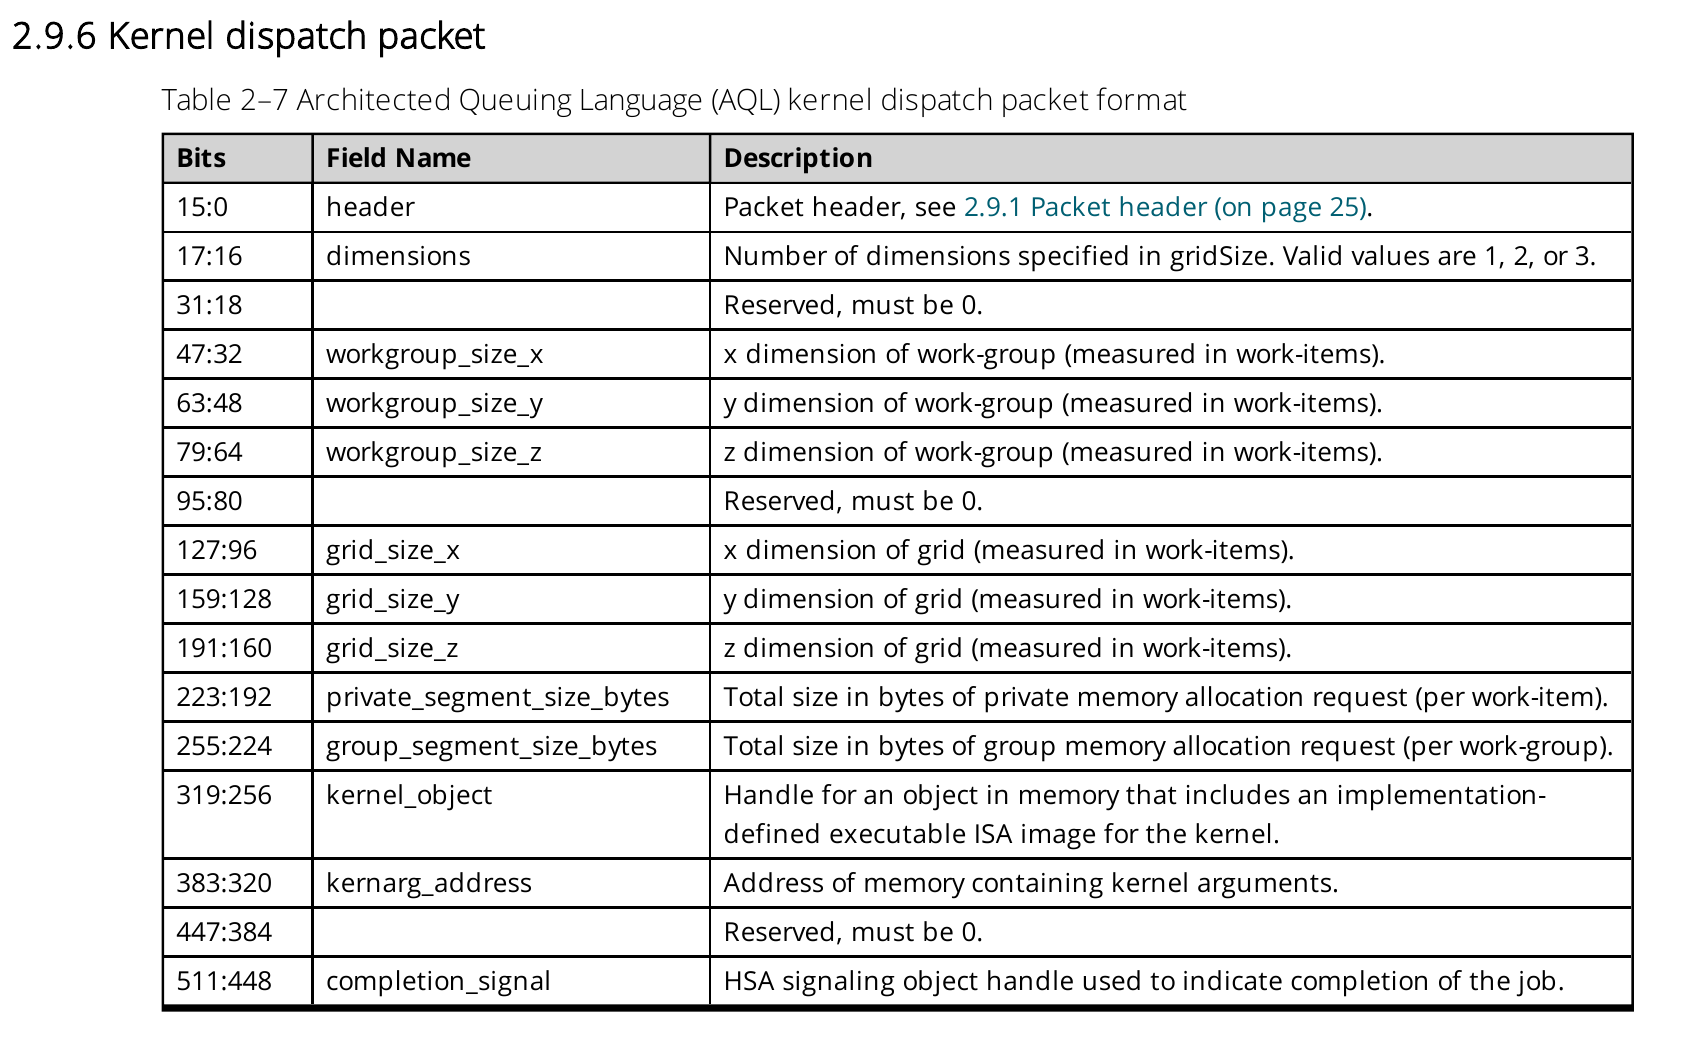 2.9.6 Kernel dispatch packet
Table 2–7 Architected Queuing Language (AQL) kernel dispatch packet format
Bits Field Name Description
15:0 header Packet header, see 2.9.1 Packet header (on page 25).
17:16 dimensions Number of dimensions specified in gridSize. Valid values are 1, 2, or 3.
31:18 Reserved, must be 0.
47:32 workgroup_size_x x dimension of work-group (measured in work-items).
63:48 workgroup_size_y y dimension of work-group (measured in work-items).
79:64 workgroup_size_z z dimension of work-group (measured in work-items).
95:80 Reserved, must be 0.
127:96 grid_size_x x dimension of grid (measured in work-items).
159:128 grid_size_y y dimension of grid (measured in work-items).
191:160 grid_size_z z dimension of grid (measured in work-items).
223:192 private_segment_size_bytes Total size in bytes of private memory allocation request (per work-item).
255:224 group_segment_size_bytes Total size in bytes of group memory allocation request (per work-group).
319:256 kernel_object Handle for an object in memory that includes an implementation-
defined executable ISA image for the kernel.
383:320 kernarg_address Address of memory containing kernel arguments.
447:384 Reserved, must be 0.
511:448 completion_signal HSA signaling object handle used to indicate completion of the job.